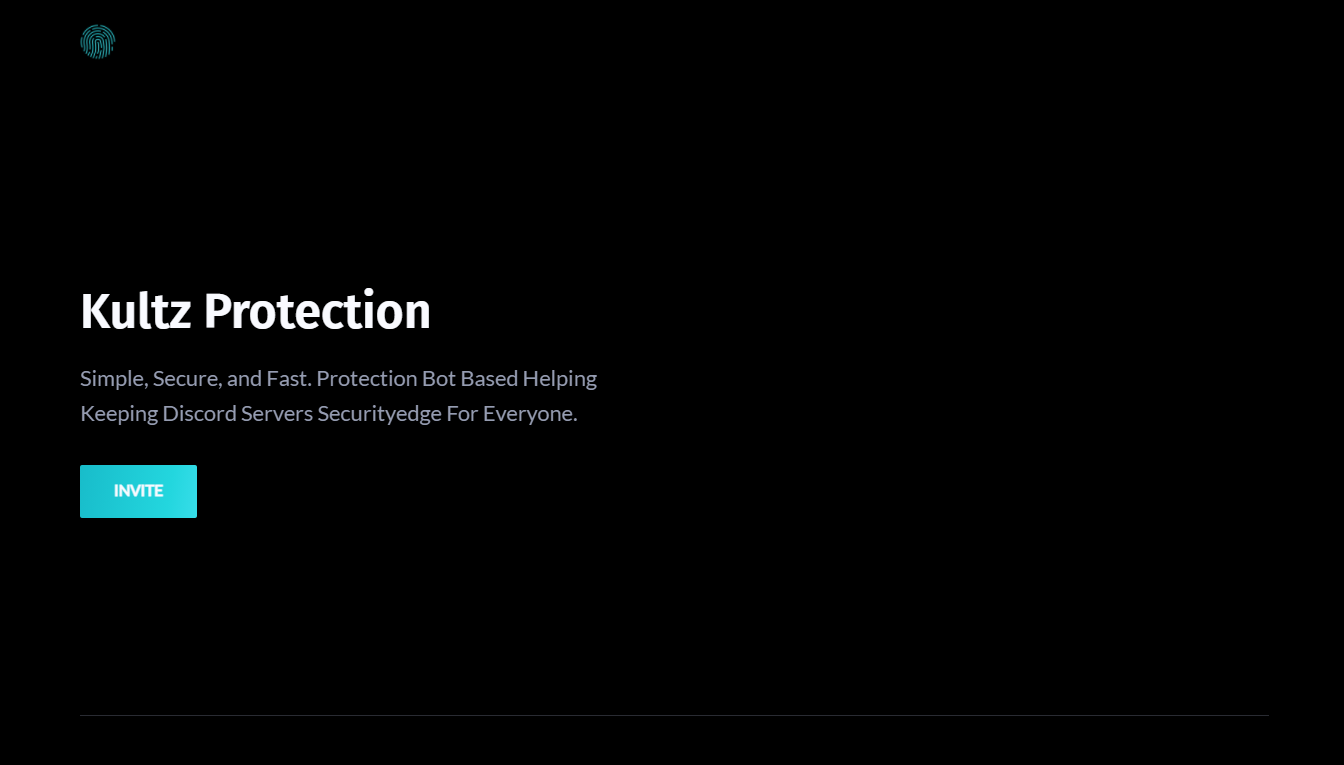 Kultz Protection
Simple, Secure, and Fast. Protection Bot Based Helping
Keeping Discord Servers Securityedge For Everyone.
INVITE